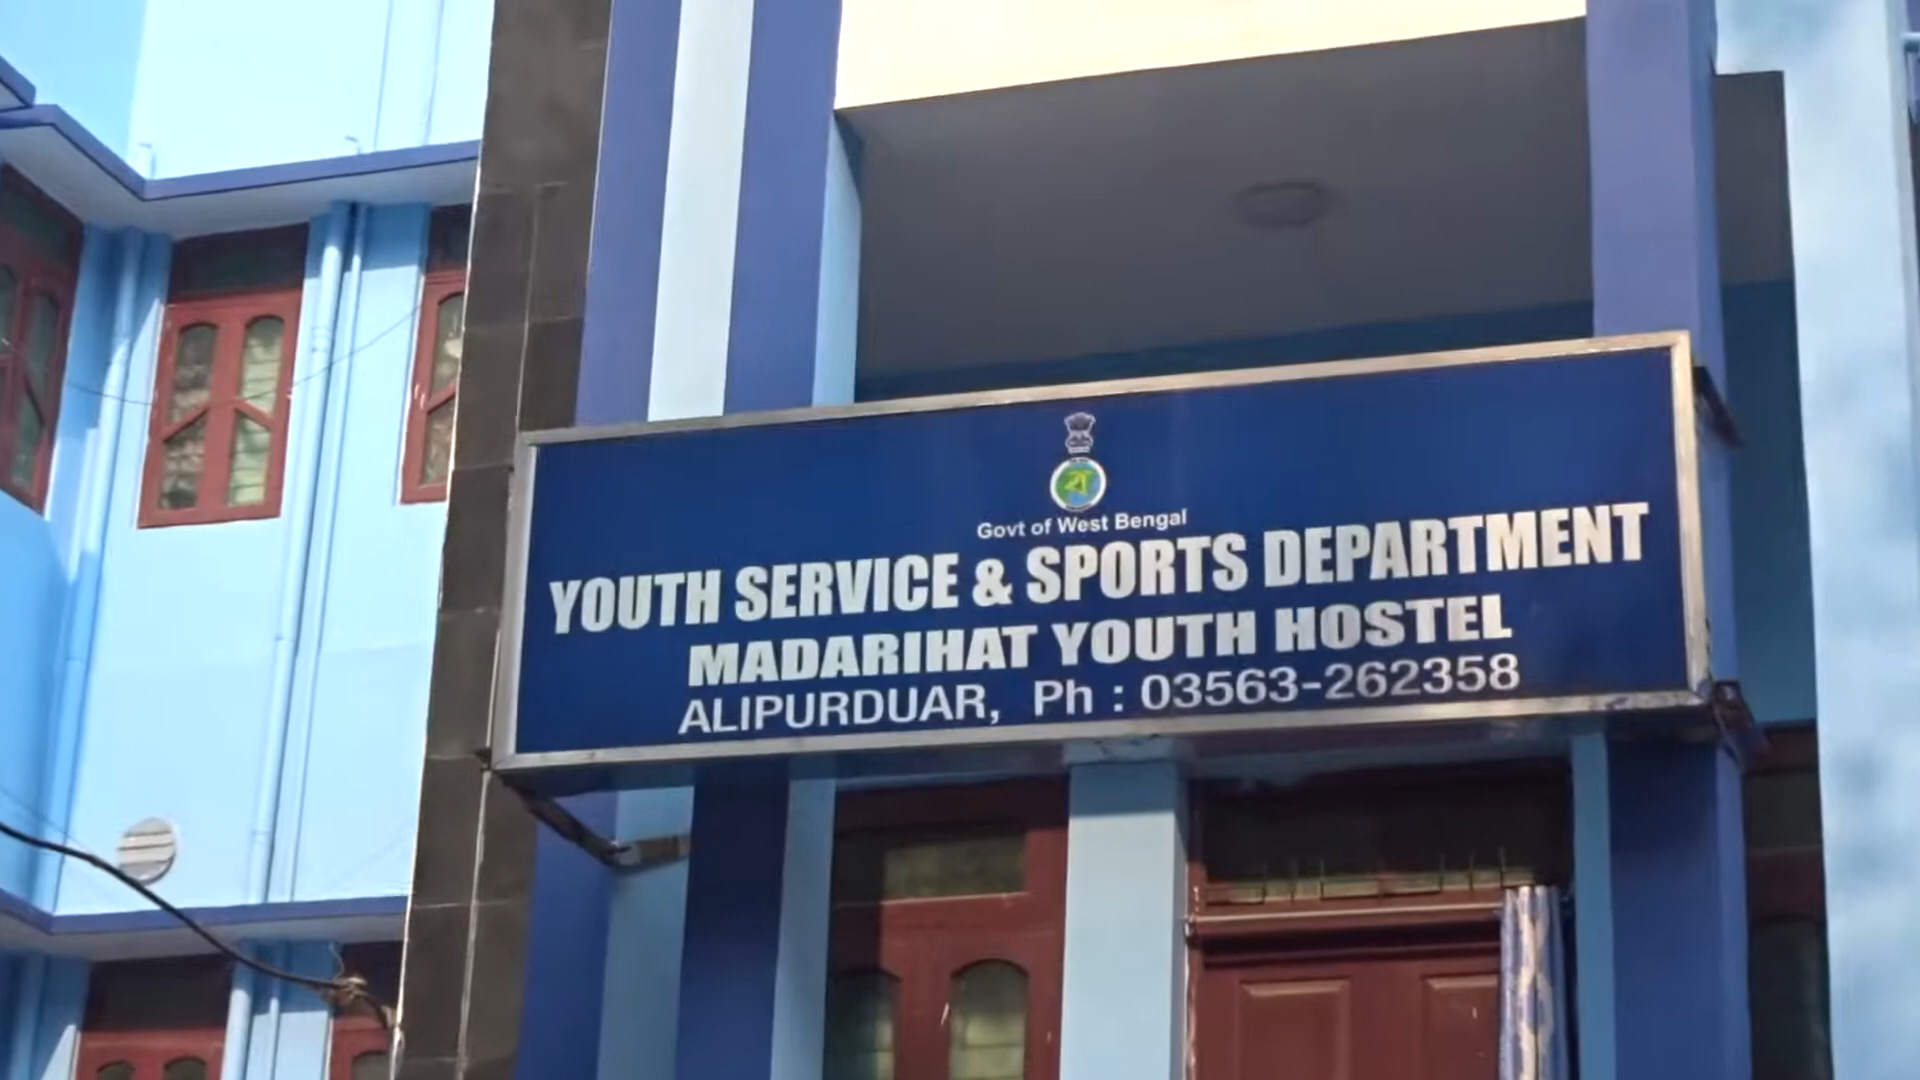 Govt of West Bengal
YOUTH SERVICE & SPORTS DEPARTMENT
MADARIHAT YOUTH HOSTEL
ALIPURDUAR, Ph : 03563-262358